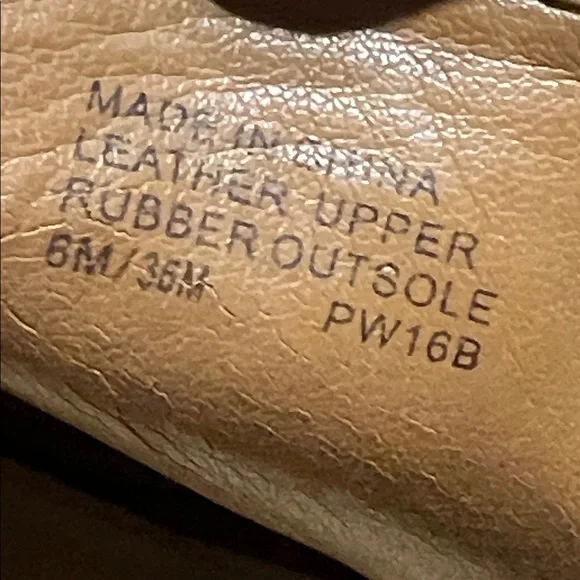 MADE IN CHINA
LEATHER UPPER
RUBBER OUTSOLE
6M/36M PW16B